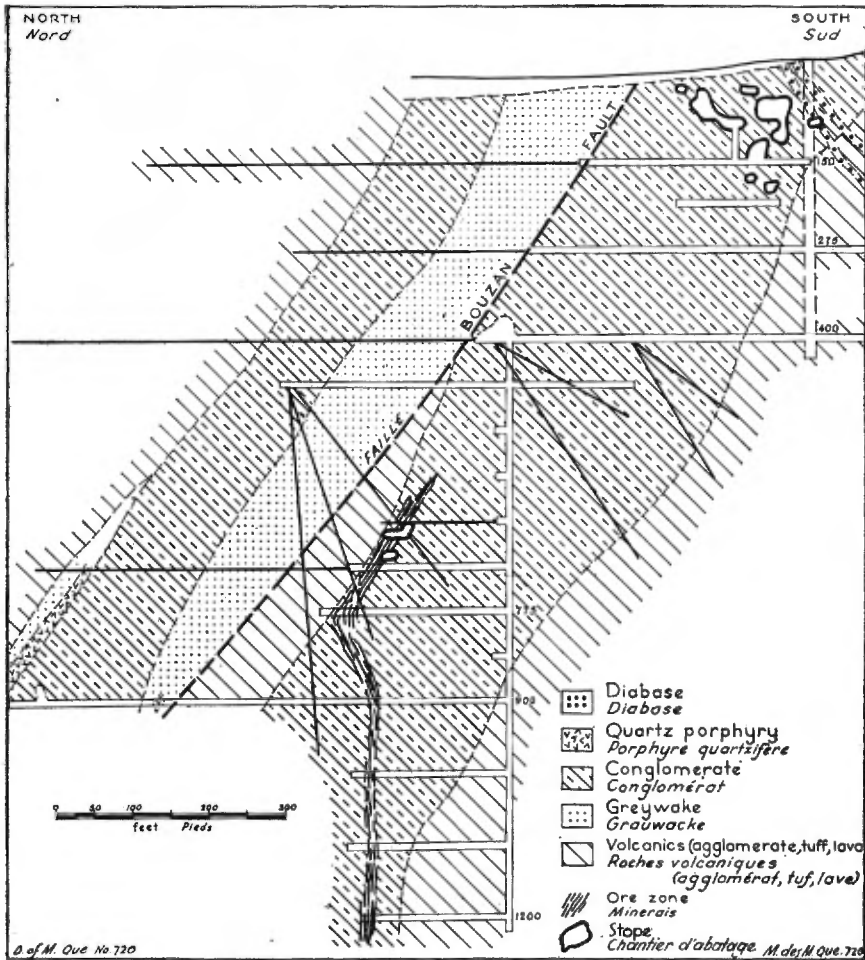 NORTH
Nord
SOUTH
Sud
FAULT
BOUZAN
FAILLE
150
275
400
775
903
1200
Diabase
Diabase
Quartz porphyry
Porphyre quartzifère
Conglomerate
Conglomérat
Greywake
Grauwacke
Volcanics (agglomerate, tuff, lava
Roches volcaniques
(agglomérat, tuf, lave)
Ore zone
Minerais
Stope
Chantier d'abatage
0 50 100 200 300
feet Pieds
D. of M. Que No. 720
M. des M. Que. 720